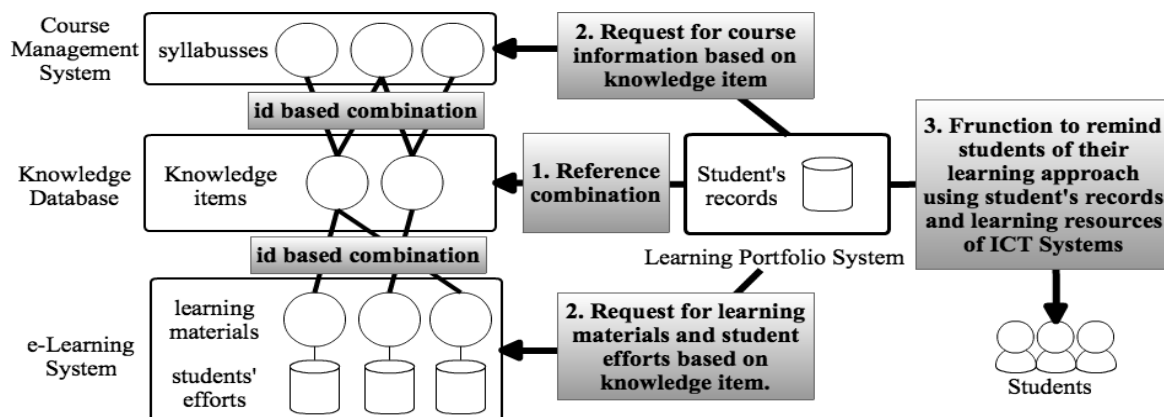 Course
Management
System
syllabusses
2. Request for course
information based on
knowledge item
id based combination
Knowledge
Database
Knowledge
items
1. Reference
combination
Student's
records
3. Frunction to remind
students of their
learning approach
using student's records
and learning resources
of ICT Systems
id based combination
Learning Portfolio System
e-Learning
System
learning
materials
students'
efforts
2. Request for learning
materials and student
efforts based on
knowledge item.
Students